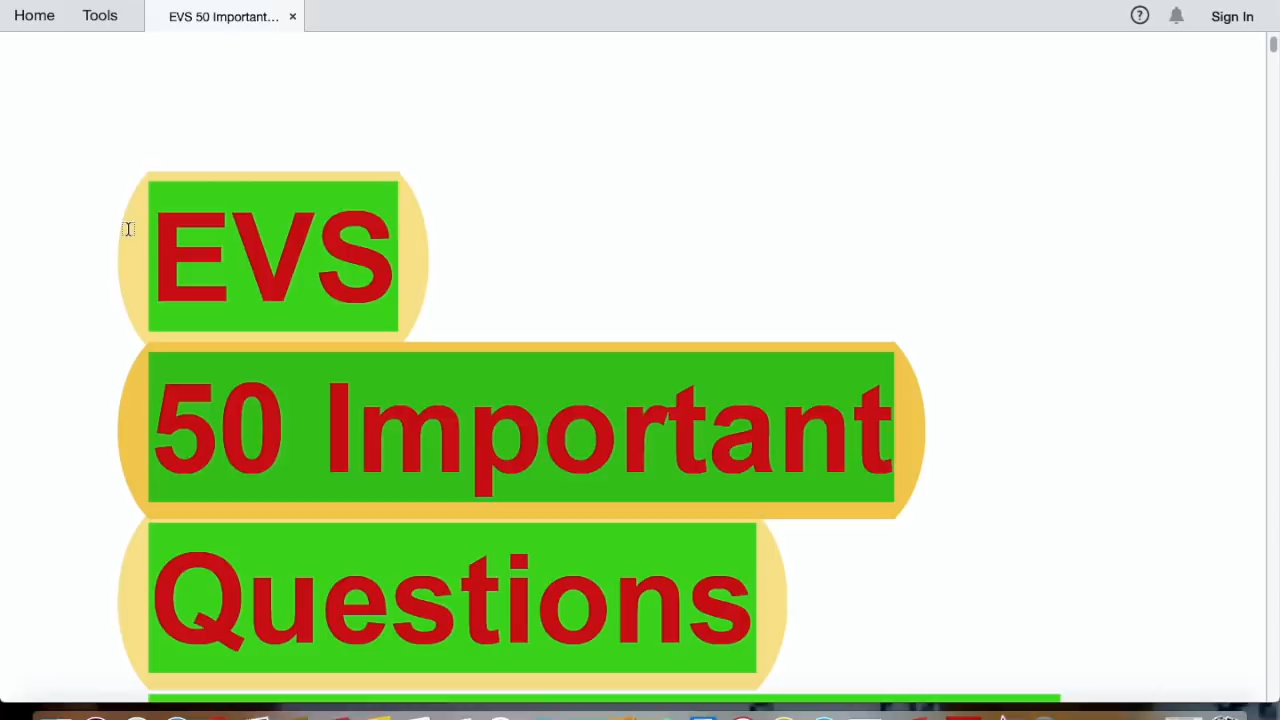 Home Tools EVS 50 Important... × ? Sign In
EVS
50 Important
Questions